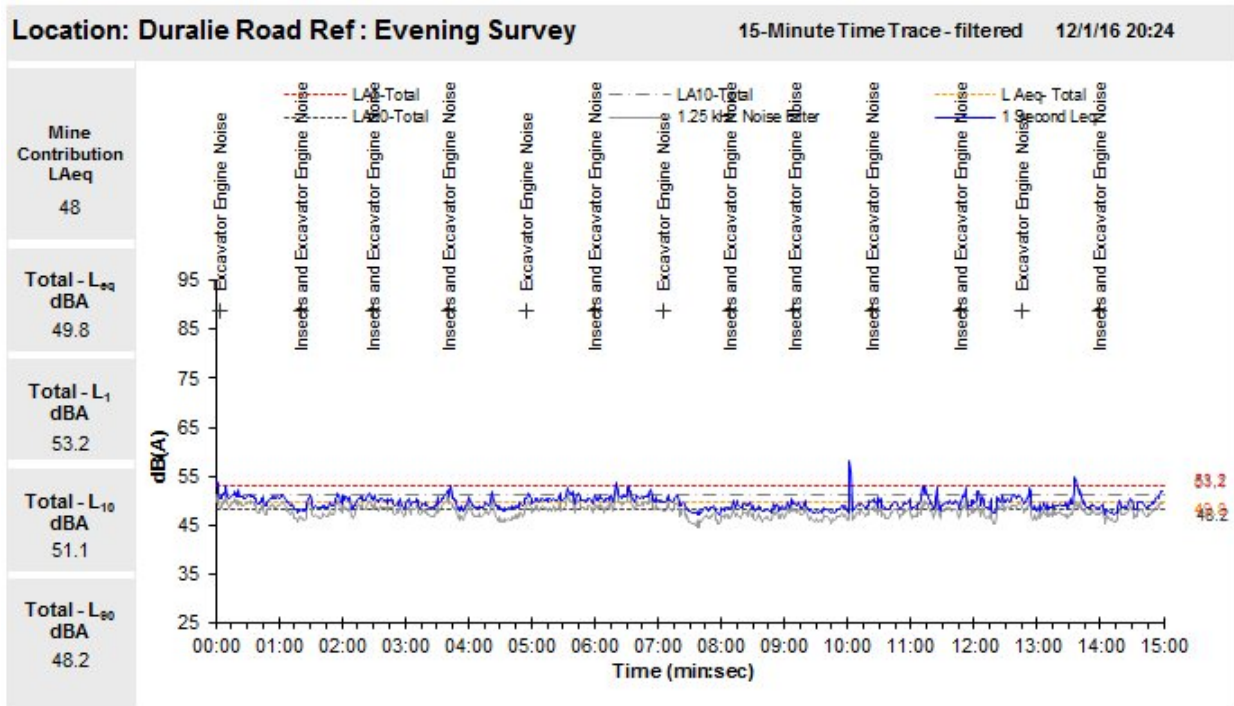 Location: Duralie Road Ref : Evening Survey
15-Minute Time Trace - filtered 12/1/16 20:24
Mine
Contribution
LAeq
48
Total - Leq
dBA
49.8
Total - L1
dBA
53.2
Total - L10
dBA
51.1
Total - L90
dBA
48.2
LA10-Total
L Aeq- Total
1 Second Leq
Excavator Engine Noise
Insects and Excavator Engine Noise
Insects and Excavator Engine Noise
Insects and Excavator Engine Noise
Excavator Engine Noise
Insects and Excavator Engine Noise
Excavator Engine Noise
Insects and Excavator Engine Noise
Insects and Excavator Engine Noise
Insects and Excavator Engine Noise
Insects and Excavator Engine Noise
Excavator Engine Noise
Insects and Excavator Engine Noise
dB(A)
95
85
75
65
55
45
35
25
53.2
48.2
00:00 01:00 02:00 03:00 04:00 05:00 06:00 07:00 08:00 09:00 10:00 11:00 12:00 13:00 14:00 15:00
Time (min:sec)